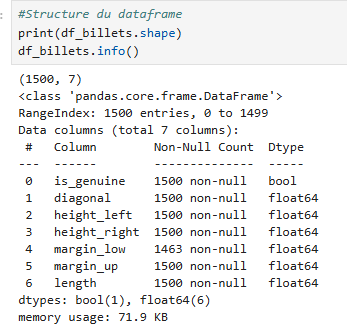 #Structure du dataframe
print(df_billets.shape)
df_billets.info()
(1500, 7)
<class 'pandas.core.frame.DataFrame'>
RangeIndex: 1500 entries, 0 to 1499
Data columns (total 7 columns):
 #   Column        Non-Null Count  Dtype
---  ------        --------------  -----
 0   is_genuine    1500 non-null   bool
 1   diagonal      1500 non-null   float64
 2   height_left   1500 non-null   float64
 3   height_right  1500 non-null   float64
 4   margin_low    1463 non-null   float64
 5   margin_up     1500 non-null   float64
 6   length        1500 non-null   float64
dtypes: bool(1), float64(6)
memory usage: 71.9 KB